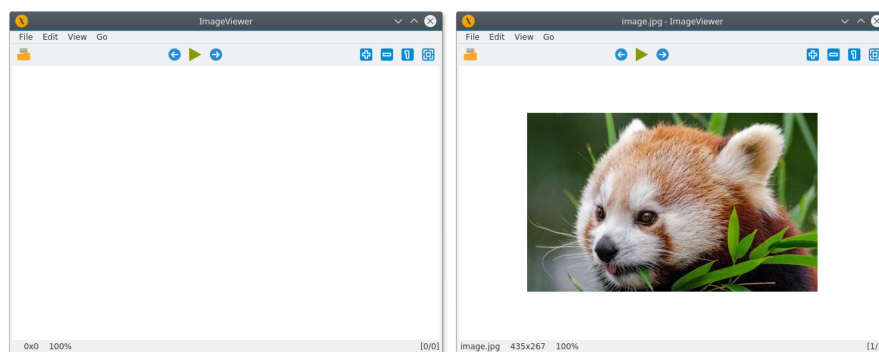 ImageViewer
File Edit View Go
0x0 100% [0/0]
image.jpg - ImageViewer
File Edit View Go
image.jpg 435x267 100% [1/